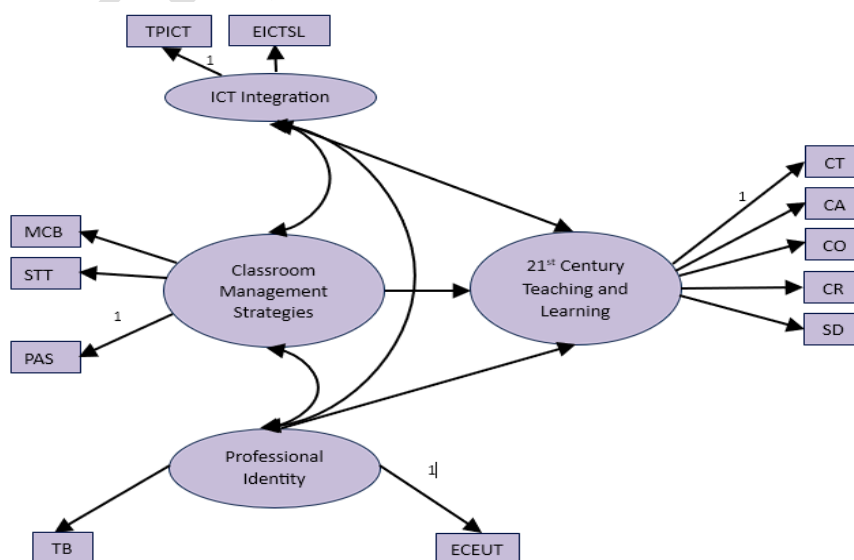 TPICT
EICTSL
1
ICT Integration
CT
1
CA
MCB
CO
STT
Classroom
Management
Strategies
21st Century
Teaching and
Learning
CR
1
SD
PAS
Professional
Identity
1
TB
ECEUT